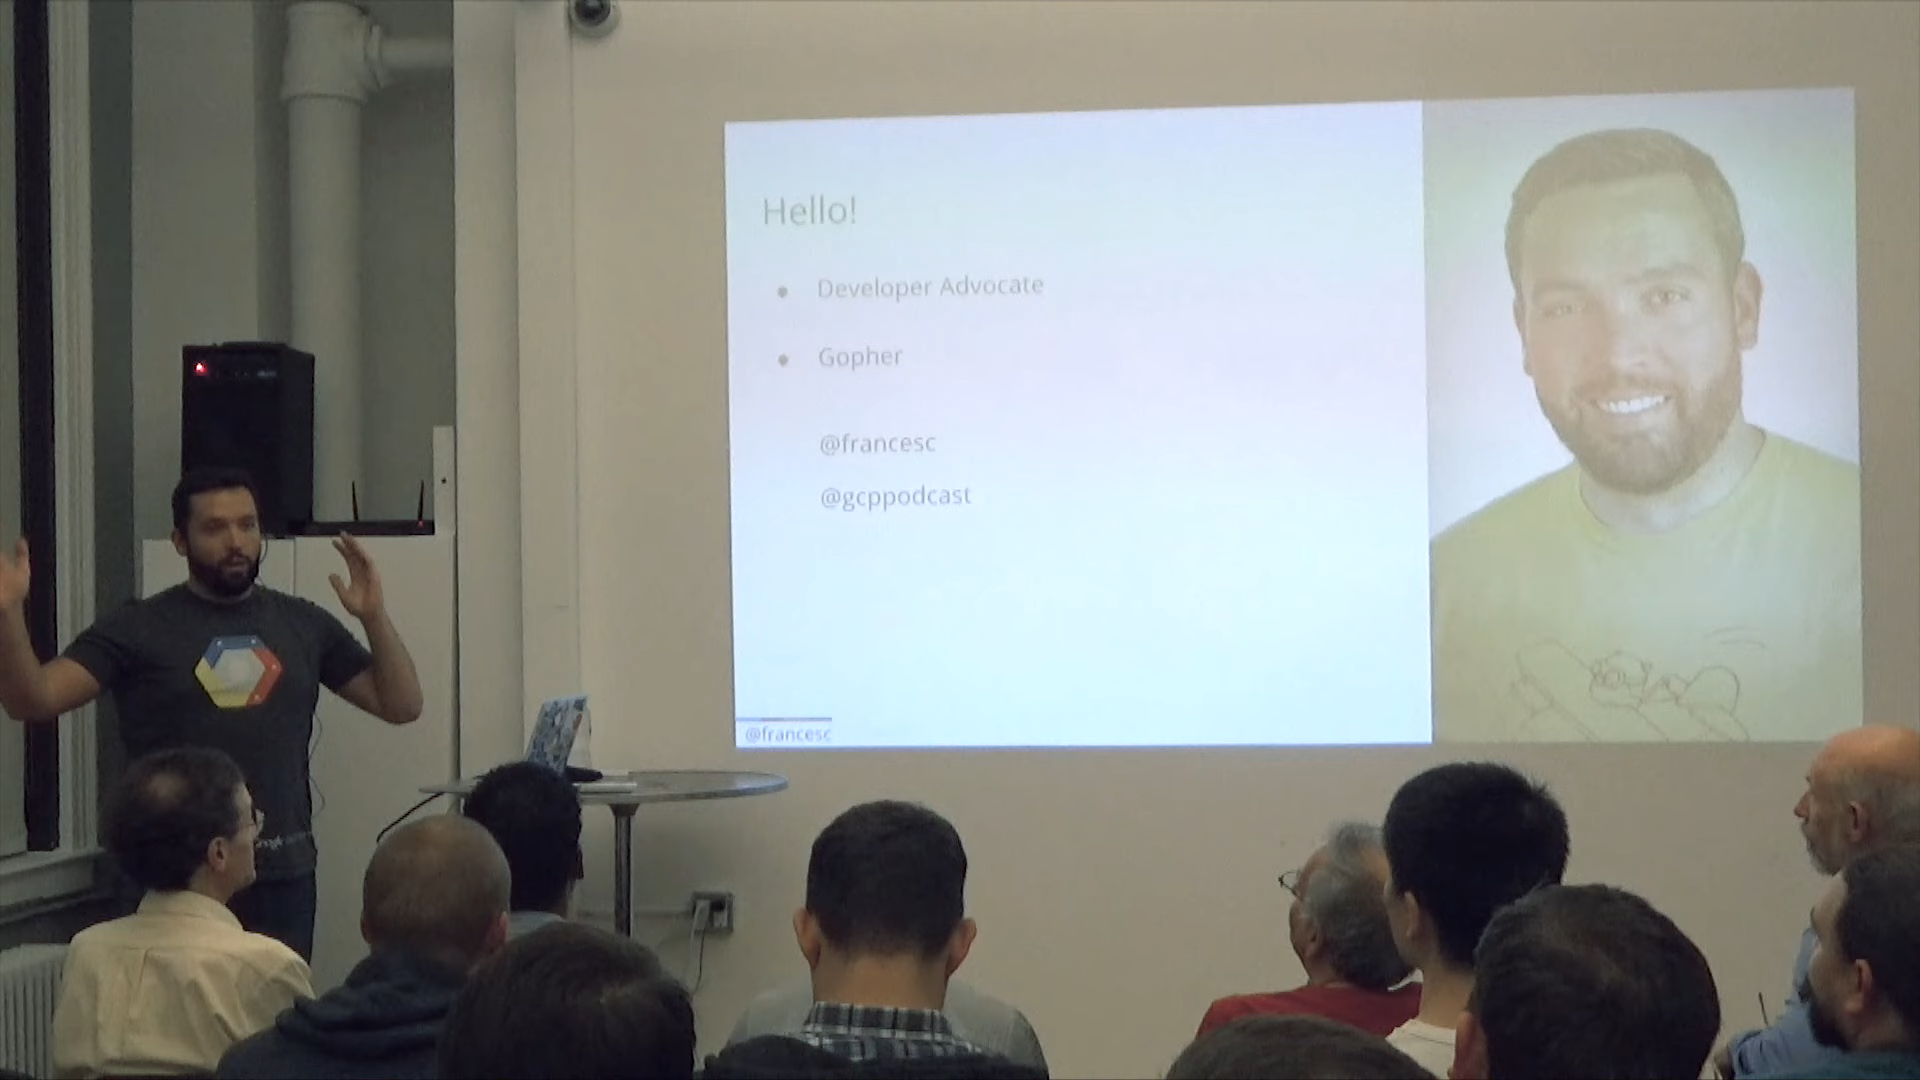 Hello!
Developer Advocate
Gopher
@francesc
@gcppodcast
@francesc